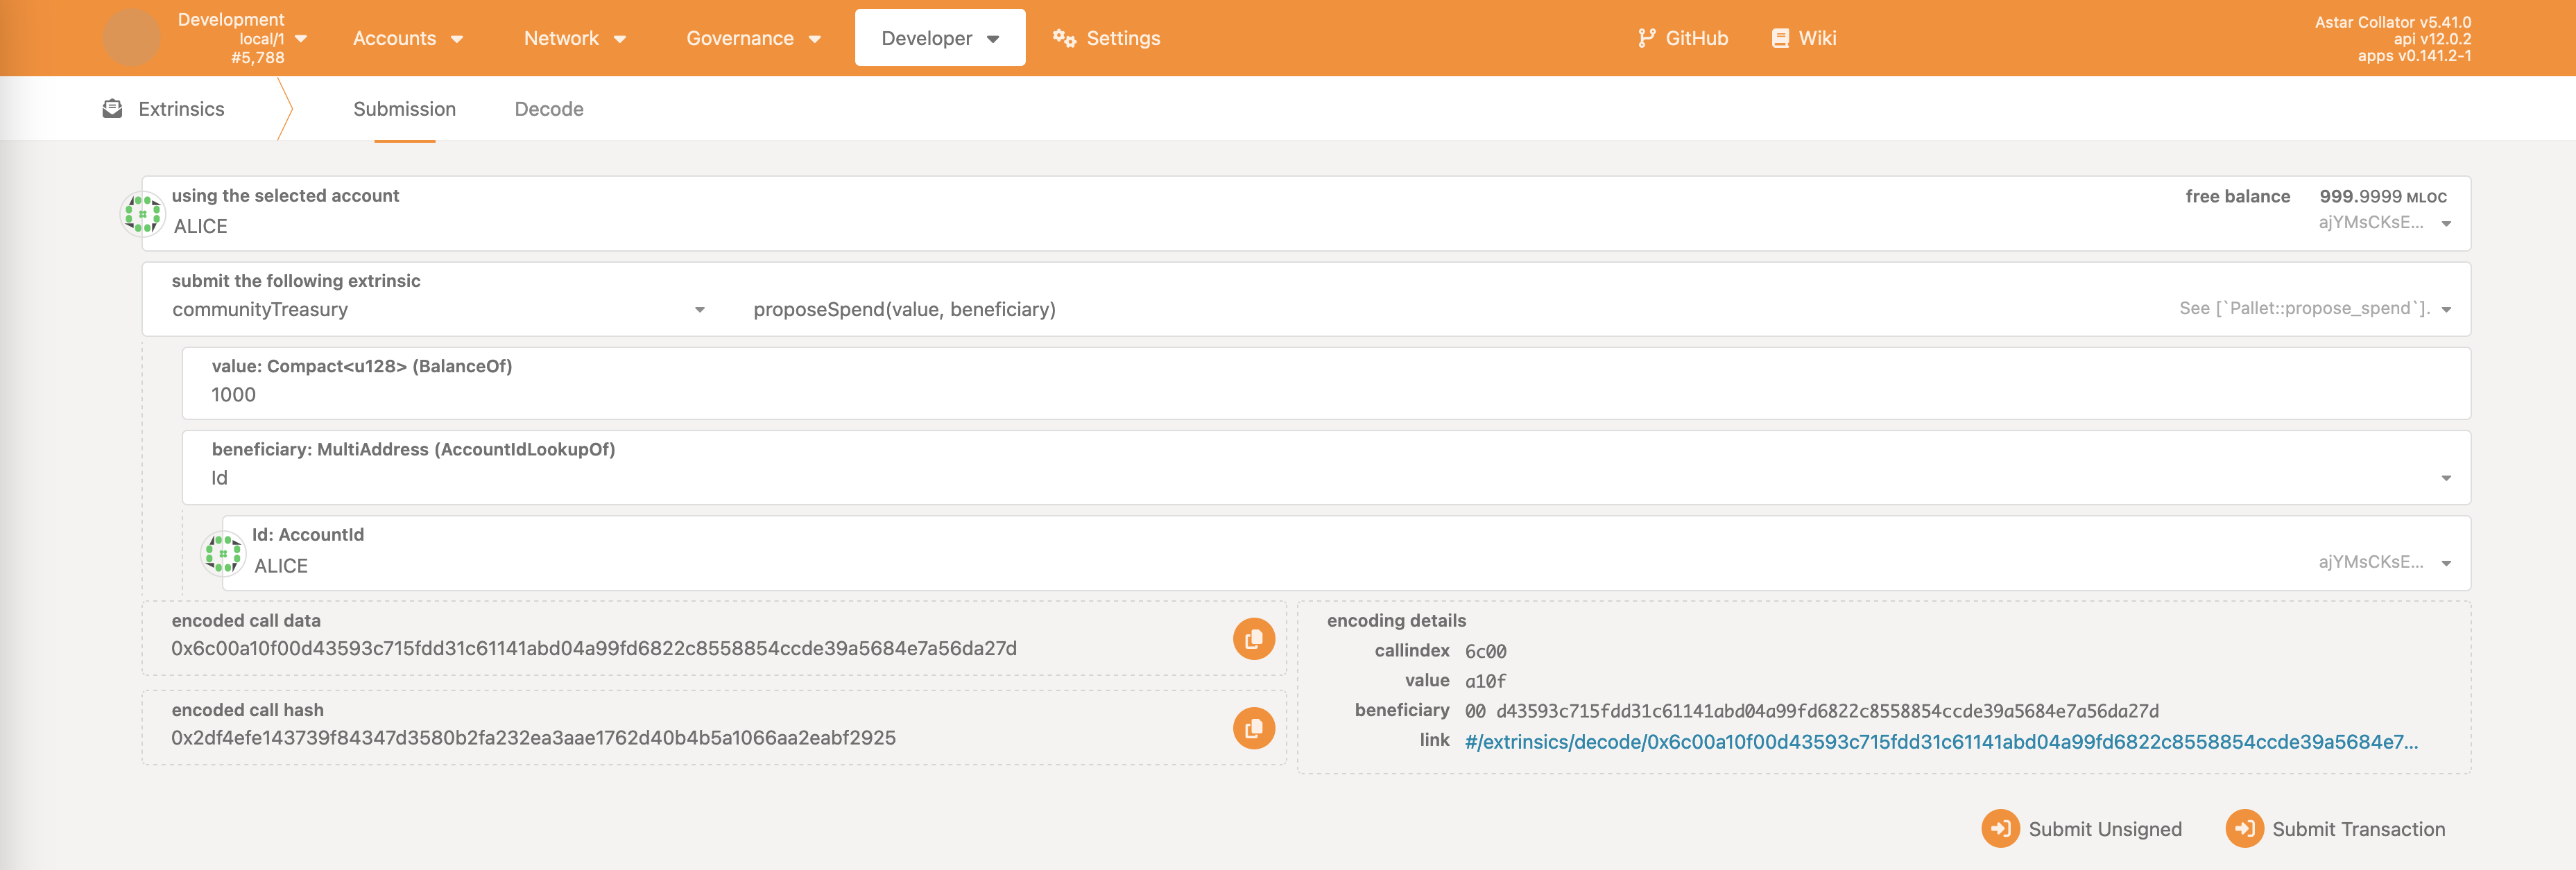 Development
local/1
#5,788
Accounts
Network
Governance
Developer
Settings
GitHub
Wiki
Astar Collator v5.41.0
api v12.0.2
apps v0.141.2-1
Extrinsics
Submission
Decode
using the selected account
ALICE
free balance 999.9999 MLOC
ajYMsCKsE...
submit the following extrinsic
communityTreasury
proposeSpend(value, beneficiary)
See [`Pallet::propose_spend`].
value: Compact<u128> (BalanceOf)
1000
beneficiary: MultiAddress (AccountIdLookupOf)
Id
Id: AccountId
ALICE
ajYMsCKsE...
encoded call data
0x6c00a10f00d43593c715fdd31c61141abd04a99fd6822c8558854ccde39a5684e7a56da27d
encoded call hash
0x2df4efe143739f84347d3580b2fa232ea3aae1762d40b4b5a1066aa2eabf2925
encoding details
callindex 6c00
value a10f
beneficiary 00 d43593c715fdd31c61141abd04a99fd6822c8558854ccde39a5684e7a56da27d
link #/extrinsics/decode/0x6c00a10f00d43593c715fdd31c61141abd04a99fd6822c8558854ccde39a5684e7...
Submit Unsigned
Submit Transaction